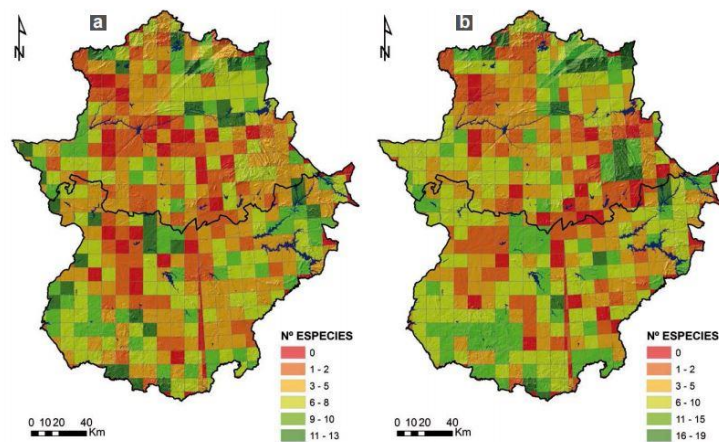 a
N
Nº ESPECIES
0
1 - 2
3 - 5
6 - 8
9 - 10
11 - 13
0 10 20 40
Km
b
N
Nº ESPECIES
0
1 - 2
3 - 5
6 - 10
11 - 15
16 - 19
0 10 20 40
Km